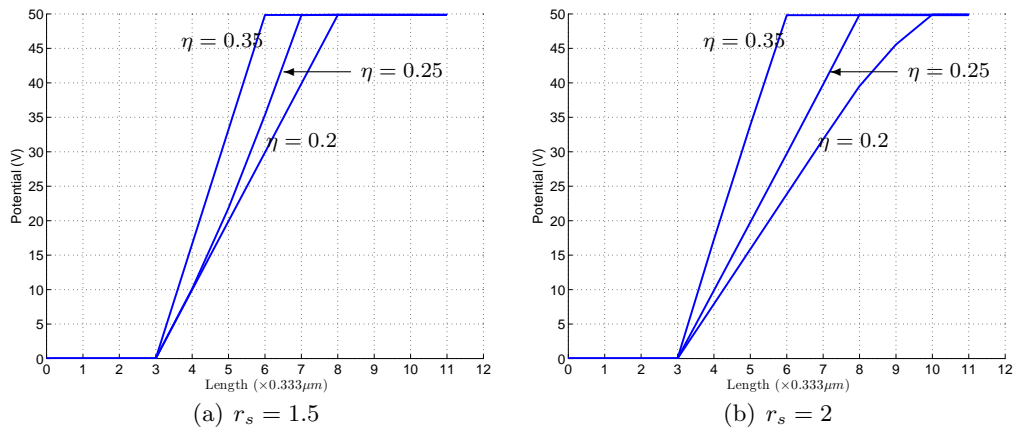 50
45
40
35
30
25
20
15
10
5
0
Potential (V)
η = 0.35
η = 0.25
η = 0.2
0 1 2 3 4 5 6 7 8 9 10 11 12
Length (×0.333μm)
(a) r_s = 1.5
50
45
40
35
30
25
20
15
10
5
0
Potential (V)
η = 0.35
η = 0.25
η = 0.2
0 1 2 3 4 5 6 7 8 9 10 11 12
Length (×0.333μm)
(b) r_s = 2